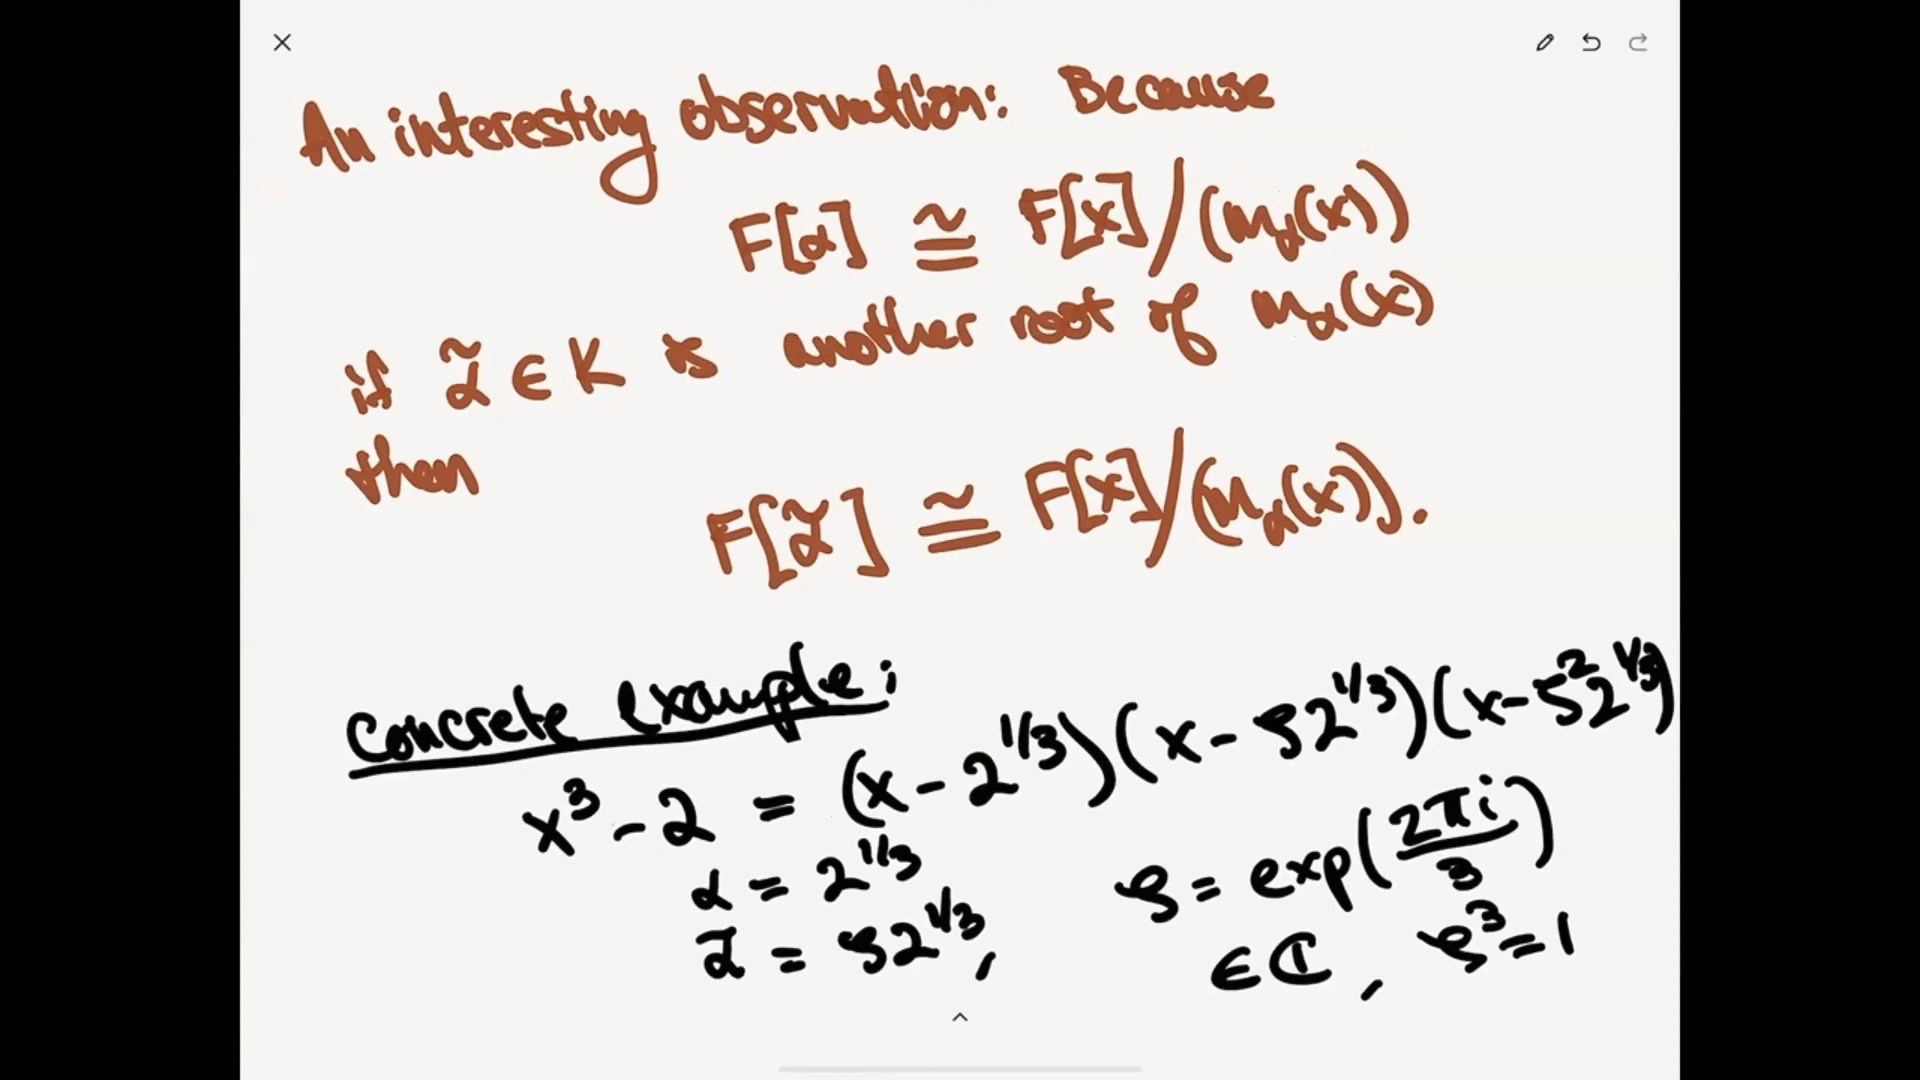 An interesting observation: Because
F[α] ≅ F[x]/(m_α(x))
if α̃ ∈ K is another root of m_α(x)
then
F[α̃] ≅ F[x]/(m_α(x)).
Concrete example:
x³ - 2 = (x - 2^{1/3})(x - ζ2^{1/3})(x - ζ²2^{1/3})
α = 2^{1/3}
ζ = exp(2πi/3)
α̃ = ζ2^{1/3},
∈ ℂ, ζ³ = 1